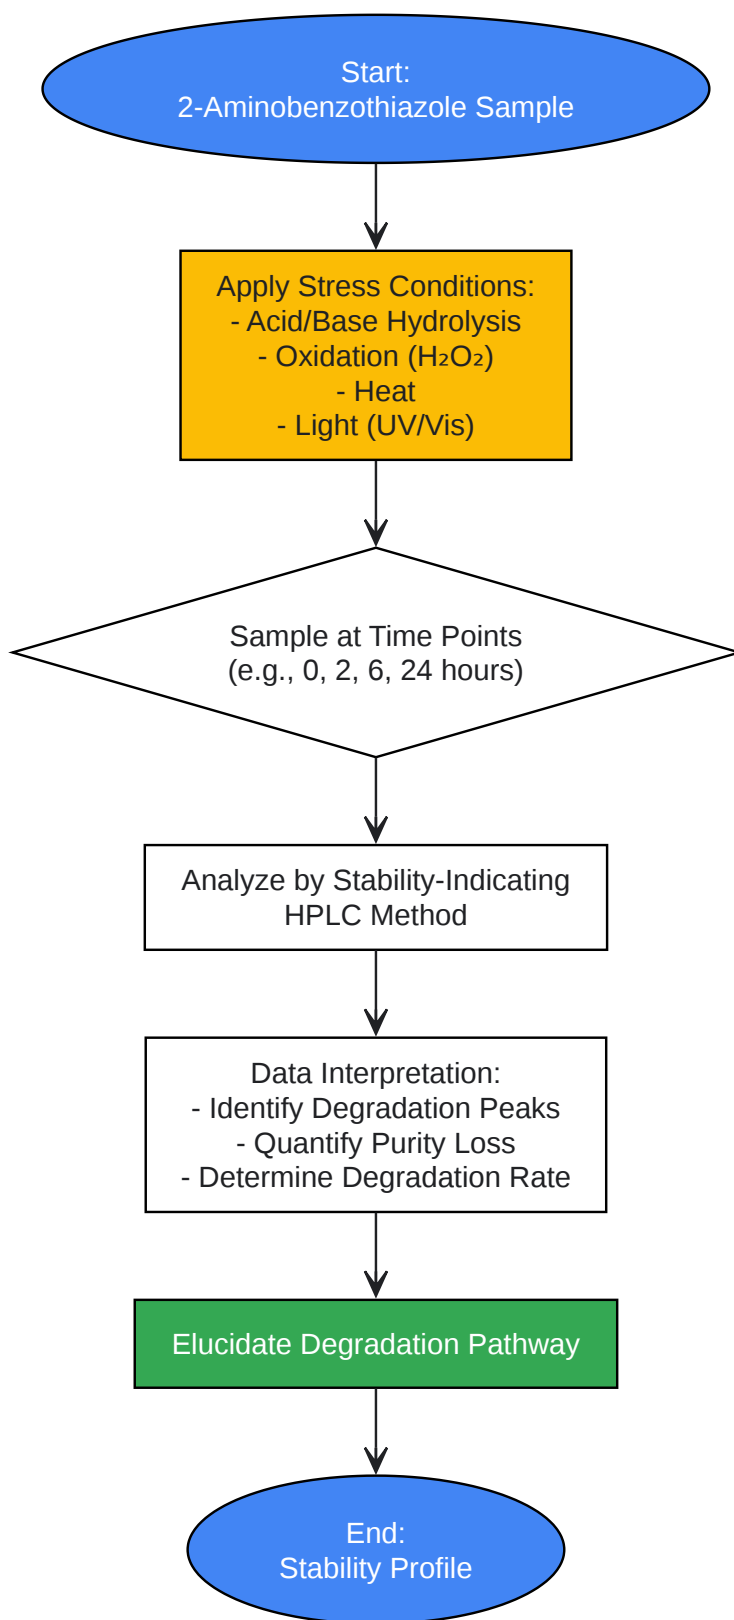 Start:
2-Aminobenzothiazole Sample
Apply Stress Conditions:
- Acid/Base Hydrolysis
- Oxidation (H₂O₂)
- Heat
- Light (UV/Vis)
Sample at Time Points
(e.g., 0, 2, 6, 24 hours)
Analyze by Stability-Indicating
HPLC Method
Data Interpretation:
- Identify Degradation Peaks
- Quantify Purity Loss
- Determine Degradation Rate
Elucidate Degradation Pathway
End:
Stability Profile